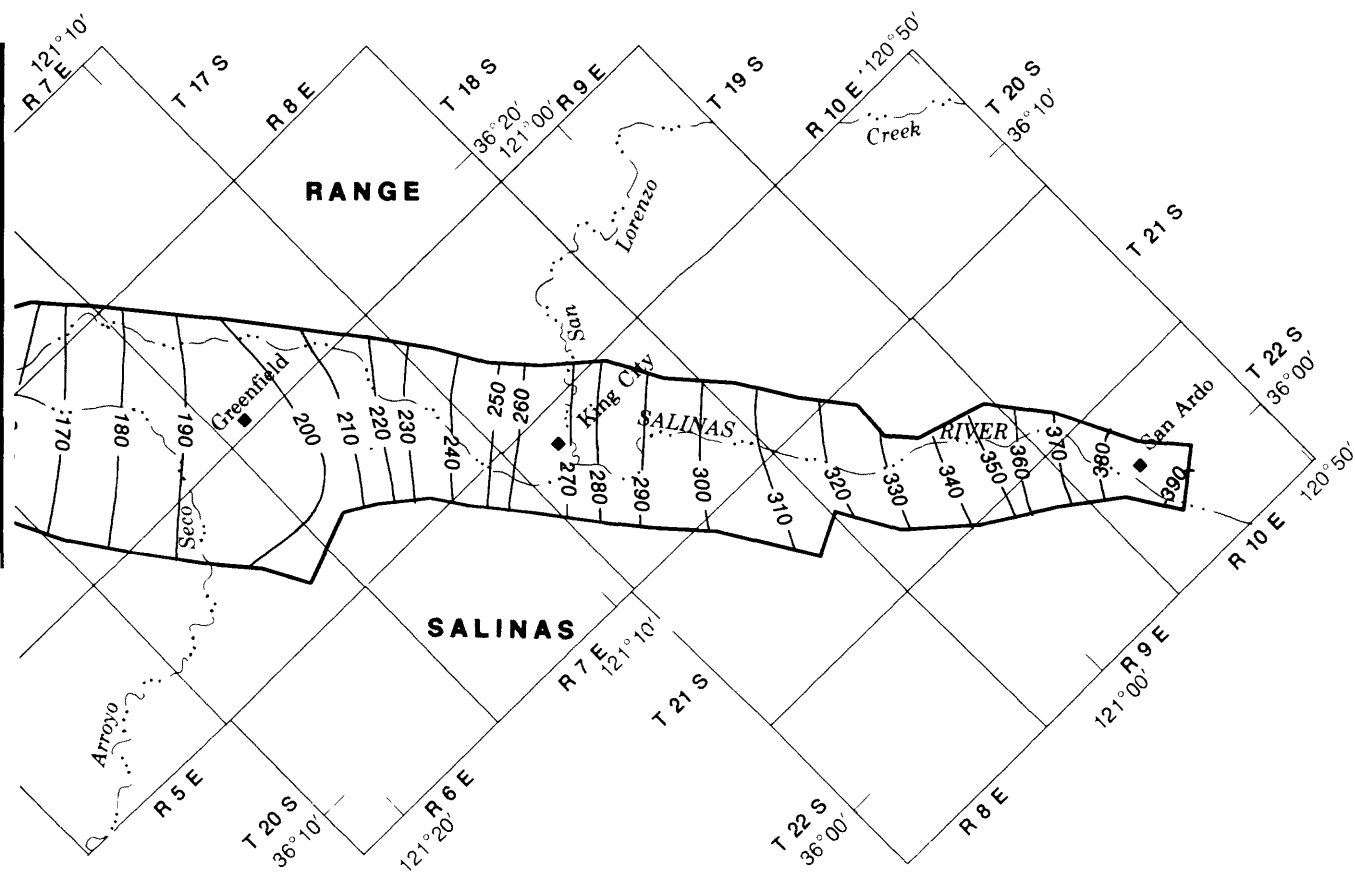 121°10'
R 7 E
T 17 S
R 8 E
T 18 S
36°20'
121°00'
R 9 E
T 19 S
R 10 E
120°50'
T 20 S
36°10'
Creek
RANGE
Lorenzo
San
T 21 S
T 22 S
36°00'
120°50'
Greenfield
King City
SALINAS
RIVER
San Ardo
170
180
190
200
210
220
230
240
250
260
270
280
290
300
310
320
330
340
350
360
370
380
390
Seco
Arroyo
SALINAS
R 10 E
R 9 E
121°00'
R 8 E
T 22 S
36°00'
T 21 S
R 7 E
121°10'
R 6 E
121°20'
T 20 S
36°10'
R 5 E